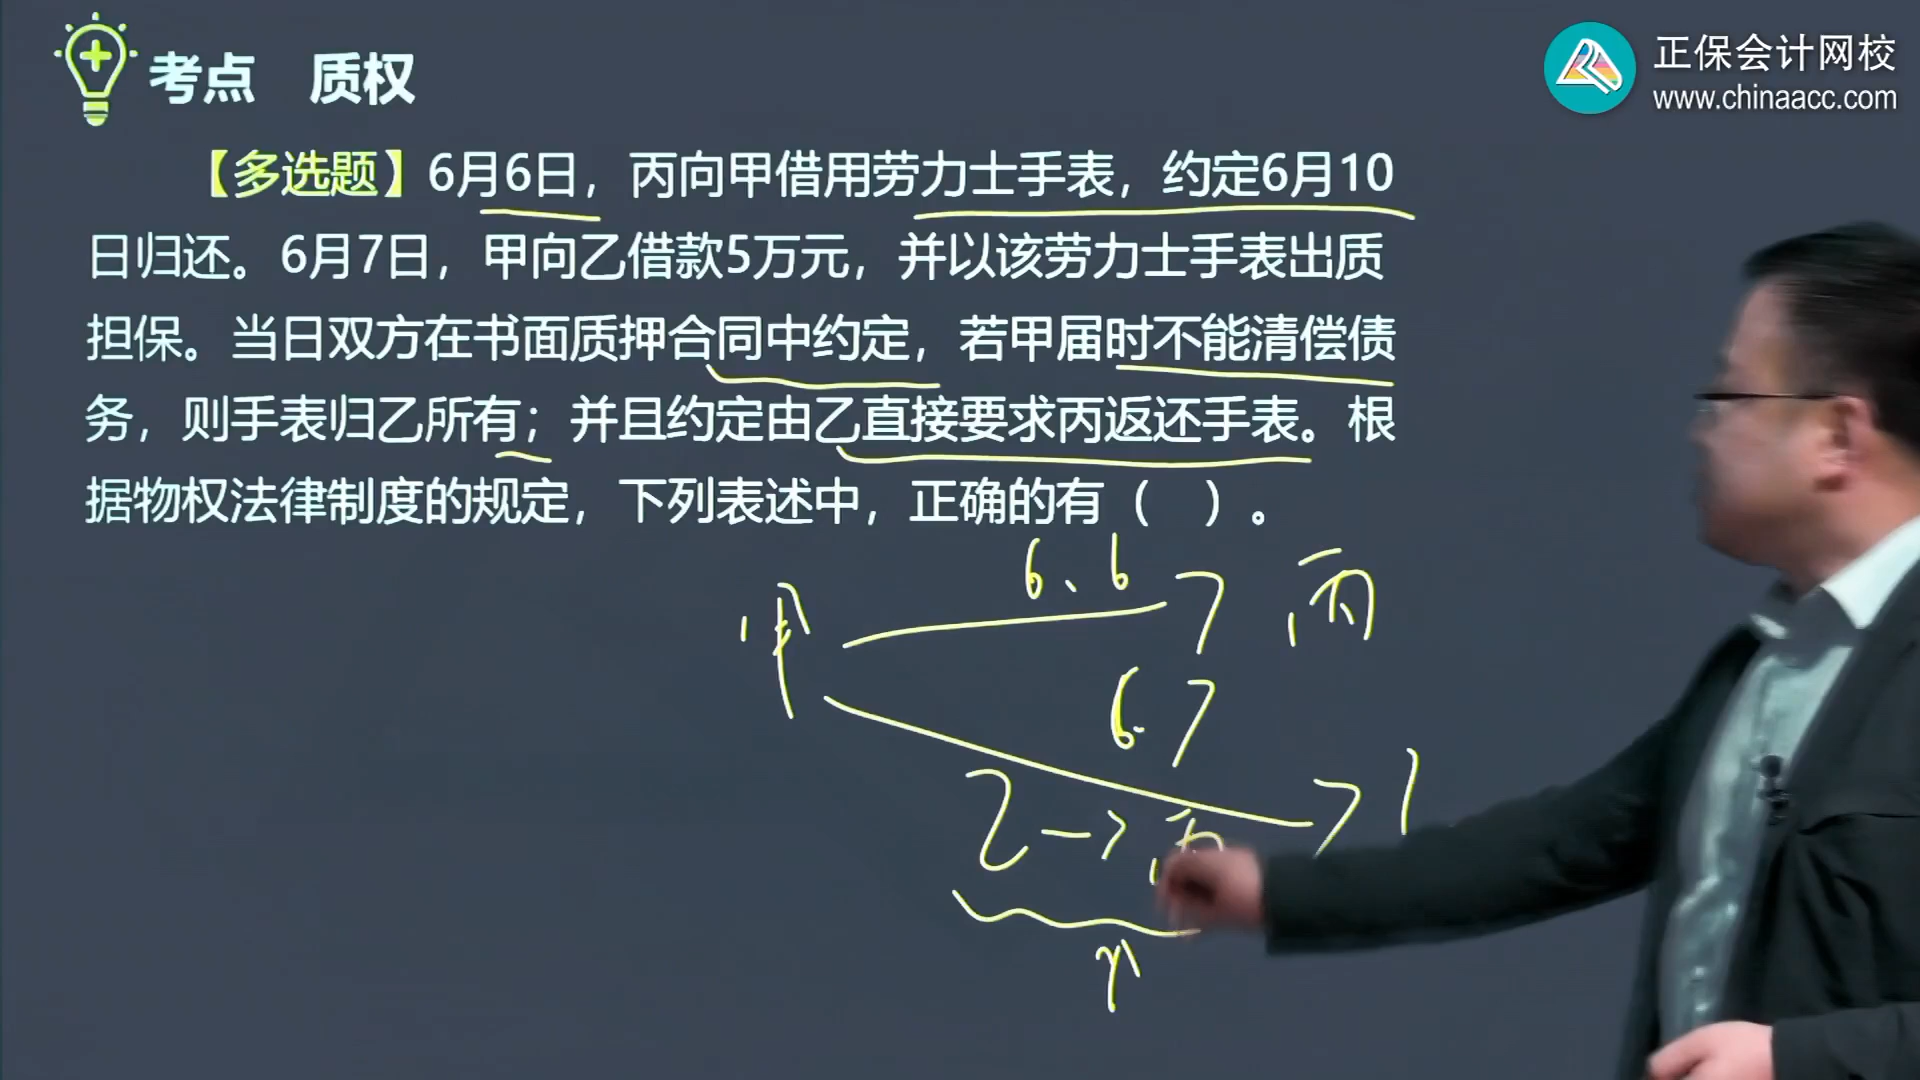 正保会计网校
www.chinaacc.com
考点 质权
【多选题】6月6日，丙向甲借用劳力士手表，约定6月10
日归还。6月7日，甲向乙借款5万元，并以该劳力士手表出质
担保。当日双方在书面质押合同中约定，若甲届时不能清偿债
务，则手表归乙所有；并且约定由乙直接要求丙返还手表。根
据物权法律制度的规定，下列表述中，正确的有（ ）。
6、6
甲 丙
6.7
乙→丙